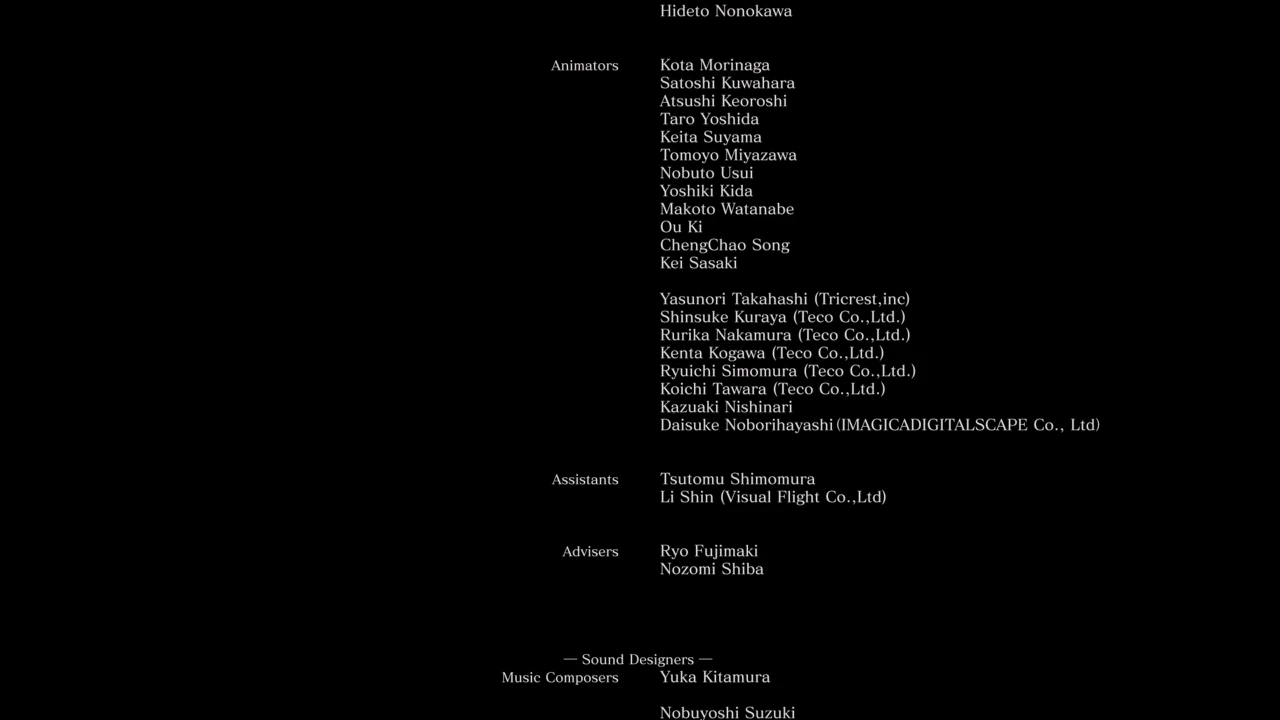 Hideto Nonokawa
Animators Kota Morinaga
Satoshi Kuwahara
Atsushi Keoroshi
Taro Yoshida
Keita Suyama
Tomoyo Miyazawa
Nobuto Usui
Yoshiki Kida
Makoto Watanabe
Ou Ki
ChengChao Song
Kei Sasaki
Yasunori Takahashi (Tricrest,inc)
Shinsuke Kuraya (Teco Co.,Ltd.)
Rurika Nakamura (Teco Co.,Ltd.)
Kenta Kogawa (Teco Co.,Ltd.)
Ryuichi Simomura (Teco Co.,Ltd.)
Koichi Tawara (Teco Co.,Ltd.)
Kazuaki Nishinari
Daisuke Noborihayashi (IMAGICADIGITALSCAPE Co., Ltd)
Assistants Tsutomu Shimomura
Li Shin (Visual Flight Co.,Ltd)
Advisers Ryo Fujimaki
Nozomi Shiba
— Sound Designers —
Music Composers Yuka Kitamura
Nobuyoshi Suzuki